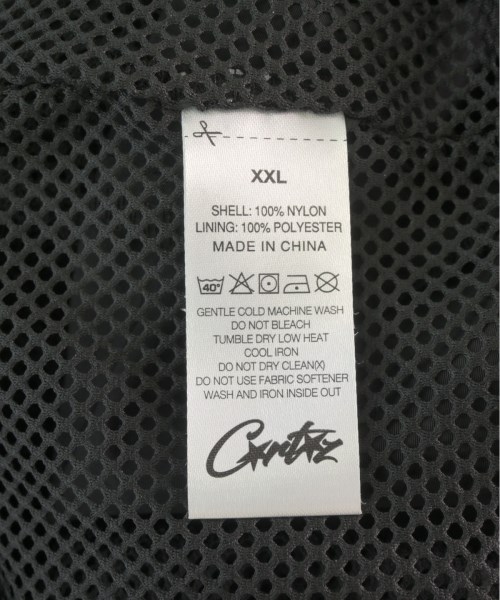 XXL
SHELL: 100% NYLON
LINING: 100% POLYESTER
MADE IN CHINA
40°
GENTLE COLD MACHINE WASH
DO NOT BLEACH
TUMBLE DRY LOW HEAT
COOL IRON
DO NOT DRY CLEAN(X)
DO NOT USE FABRIC SOFTENER
WASH AND IRON INSIDE OUT
Crtz